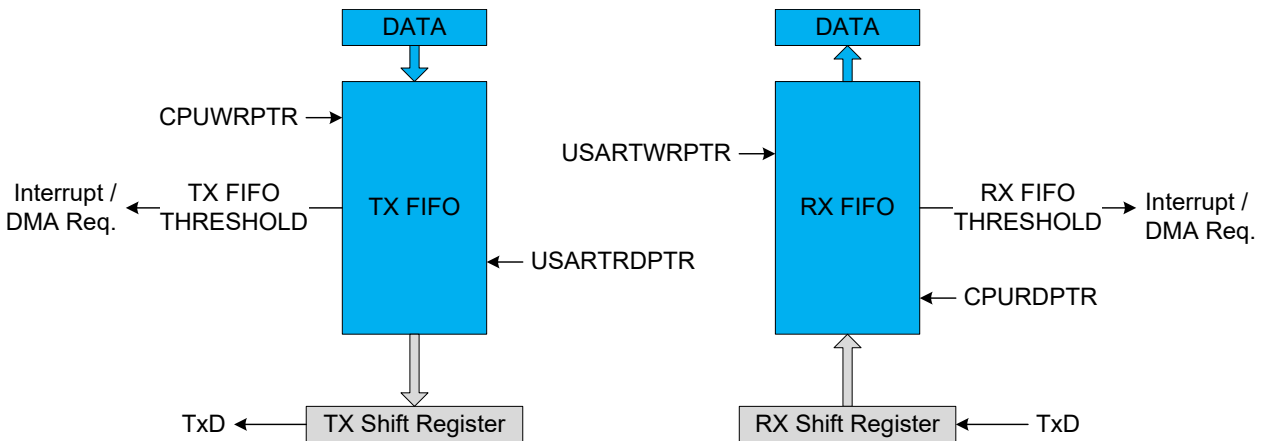 DATA
CPUWRPTR
Interrupt /
DMA Req.
TX FIFO
THRESHOLD
TX FIFO
USARTRDPTR
TxD
TX Shift Register
DATA
USARTWRPTR
RX FIFO
RX FIFO
THRESHOLD
Interrupt /
DMA Req.
CPURDPTR
RX Shift Register
TxD